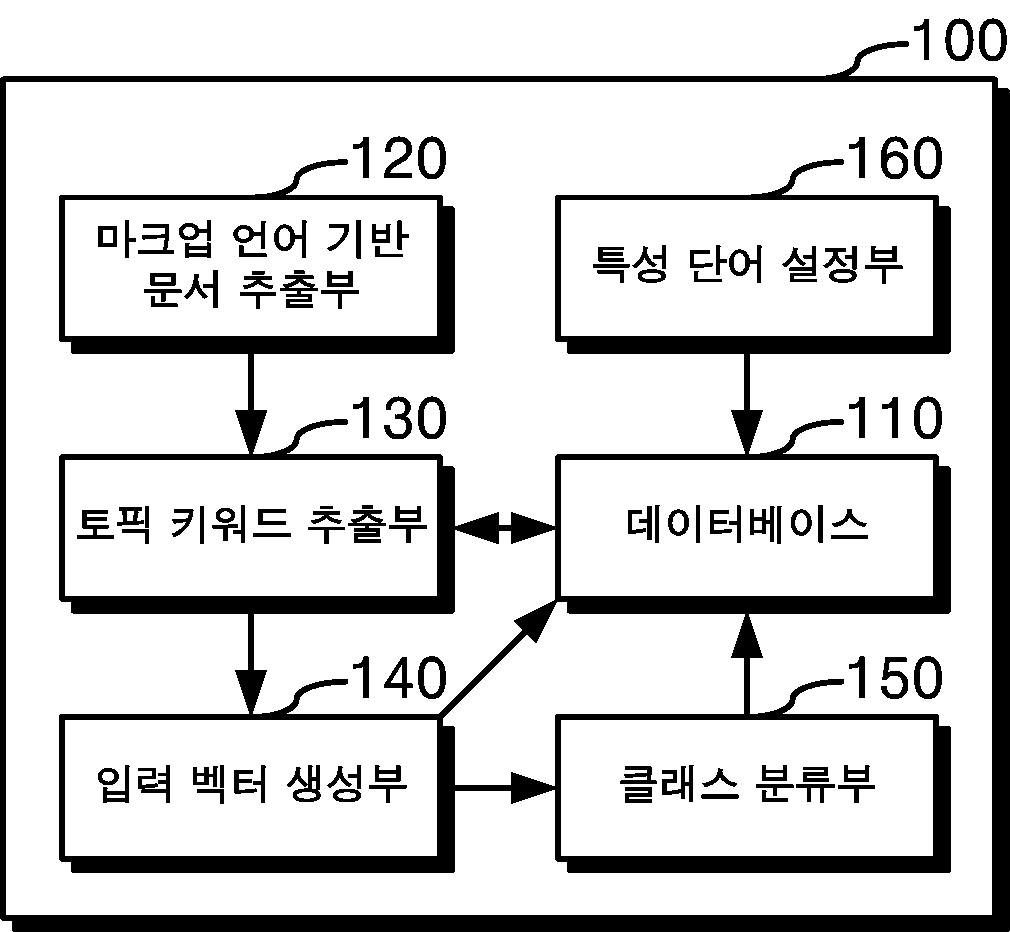 100
120
160
마크업 언어 기반
문서 추출부
특성 단어 설정부
130
110
토픽 키워드 추출부
데이터베이스
140
150
입력 벡터 생성부
클래스 분류부